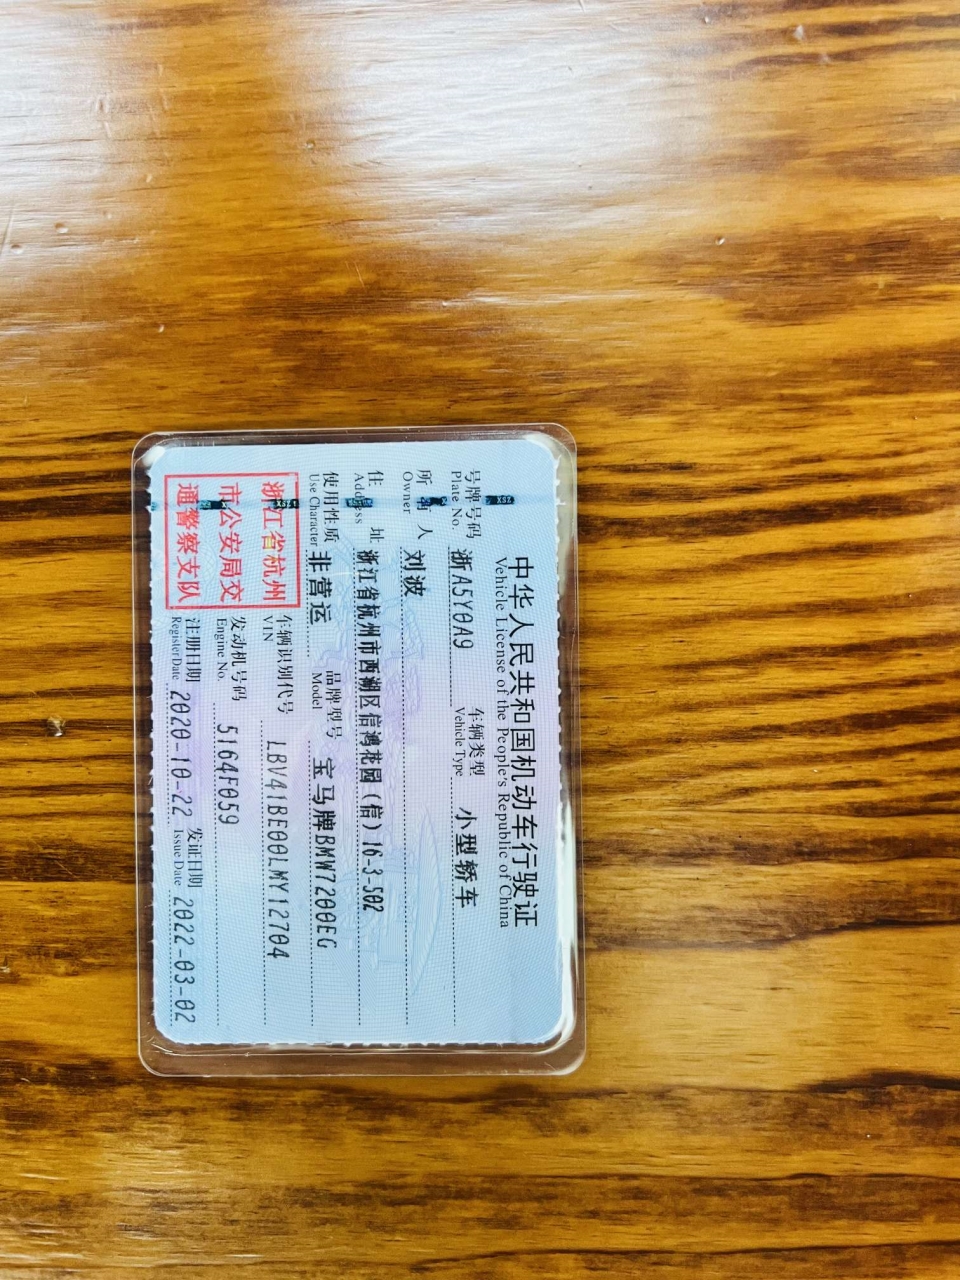 中华人民共和国机动车行驶证
Vehicle License of the People's Republic of China
号牌号码 浙A5Y0A9 车辆类型 小型轿车
Plate No. Vehicle Type
所有人 刘波
Owner
住址 浙江省杭州市西湖区信鸿花园(信)16-3-502
Address
使用性质 非营运 品牌型号 宝马牌BMW7200EG
Use Character Model
浙江省杭州
市公安局交
通警察支队
车辆识别代号 LBV41BE00LMY12704
VIN
发动机号码 5164F059
Engine No.
注册日期 2020-10-22 发证日期 2022-03-02
Register Date Issue Date